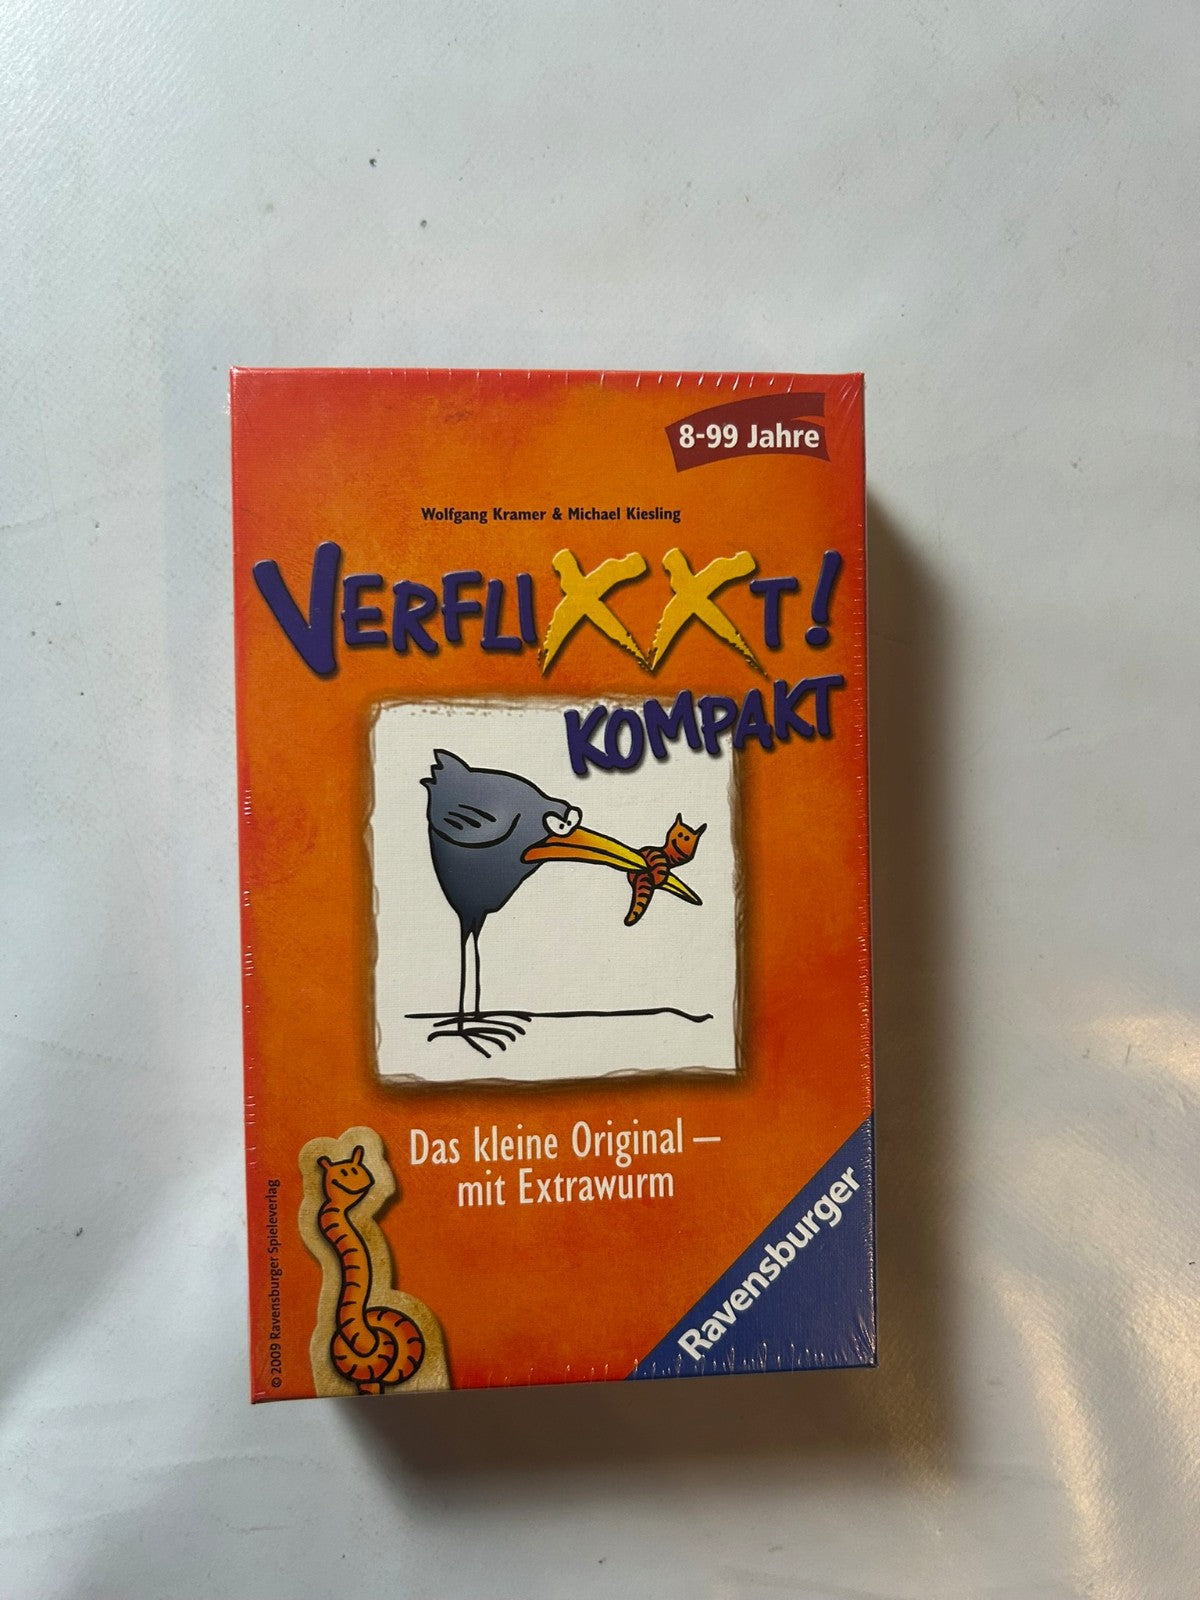 8-99 Jahre
Wolfgang Kramer & Michael Kiesling
VERFLIXXT!
KOMPAKT
Das kleine Original –
mit Extrawurm
Ravensburger
© 2009 Ravensburger Spieleverlag